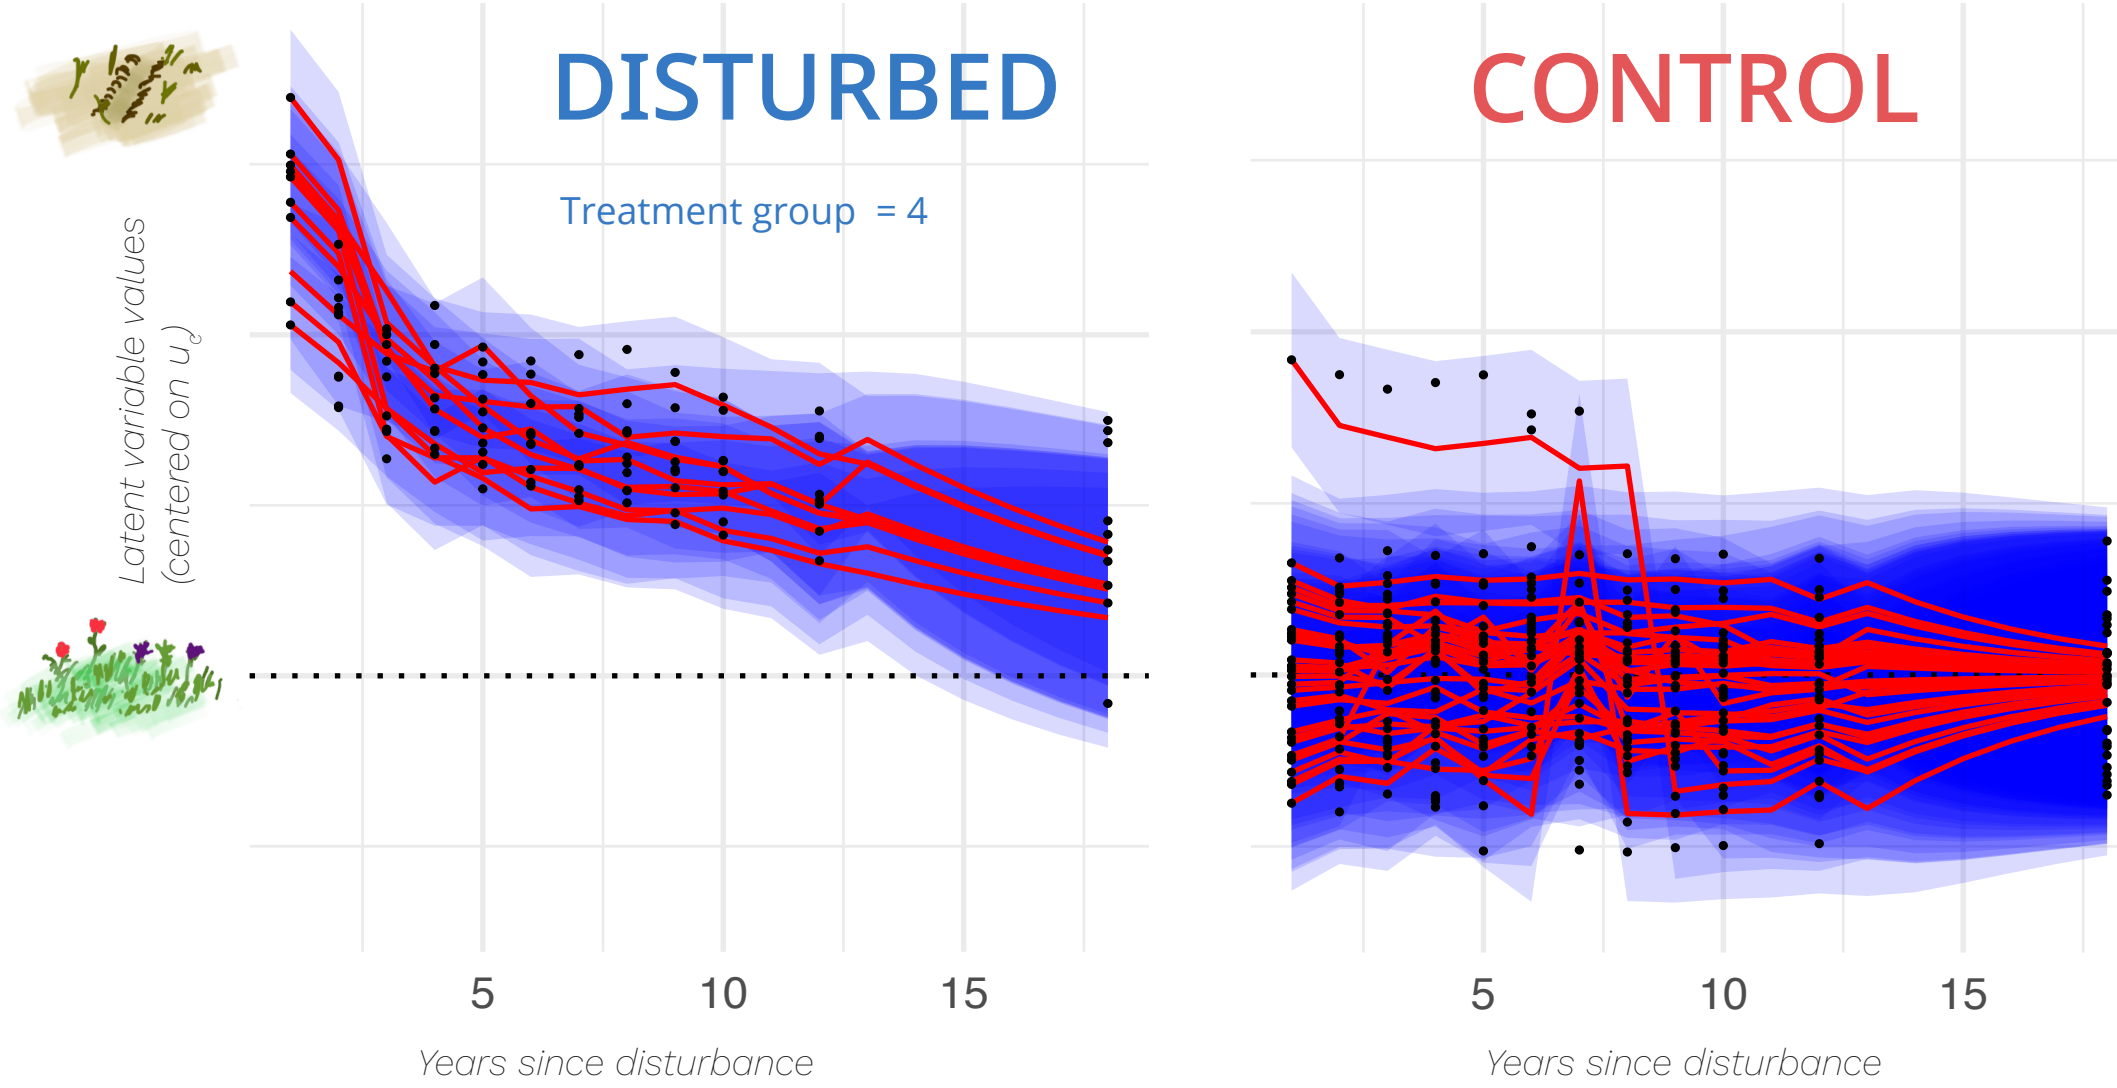 DISTURBED
Treatment group = 4
Latent variable values
(centered on u_c)
5 10 15
Years since disturbance
CONTROL
5 10 15
Years since disturbance